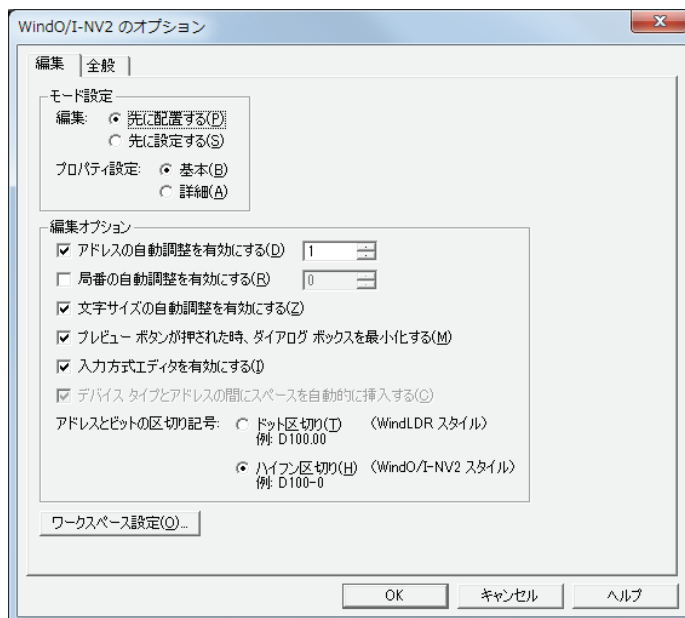 WindO/I-NV2 のオプション
編集
全般
モード設定
編集: 先に配置する(P)
先に設定する(S)
プロパティ設定: 基本(B)
詳細(A)
編集オプション
アドレスの自動調整を有効にする(D) 1
局番の自動調整を有効にする(R) 0
文字サイズの自動調整を有効にする(Z)
プレビュー ボタンが押された時、ダイアログ ボックスを最小化する(M)
入力方式エディタを有効にする(I)
デバイス タイプとアドレスの間にスペースを自動的に挿入する(C)
アドレスとビットの区切り記号: ドット区切り(T) (WindLDR スタイル)
例: D100.00
ハイフン区切り(H) (WindO/I-NV2 スタイル)
例: D100-0
ワークスペース設定(O)...
OK キャンセル ヘルプ